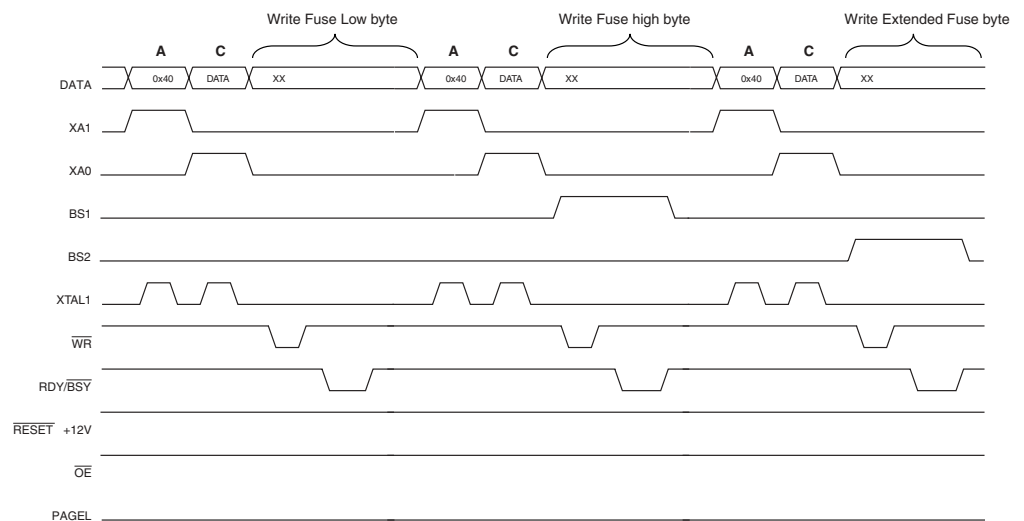 Write Fuse Low byte Write Fuse high byte Write Extended Fuse byte
A C A C A C
DATA 0x40 DATA XX 0x40 DATA XX 0x40 DATA XX
XA1
XA0
BS1
BS2
XTAL1
WR
RDY/BSY
RESET +12V
OE
PAGEL